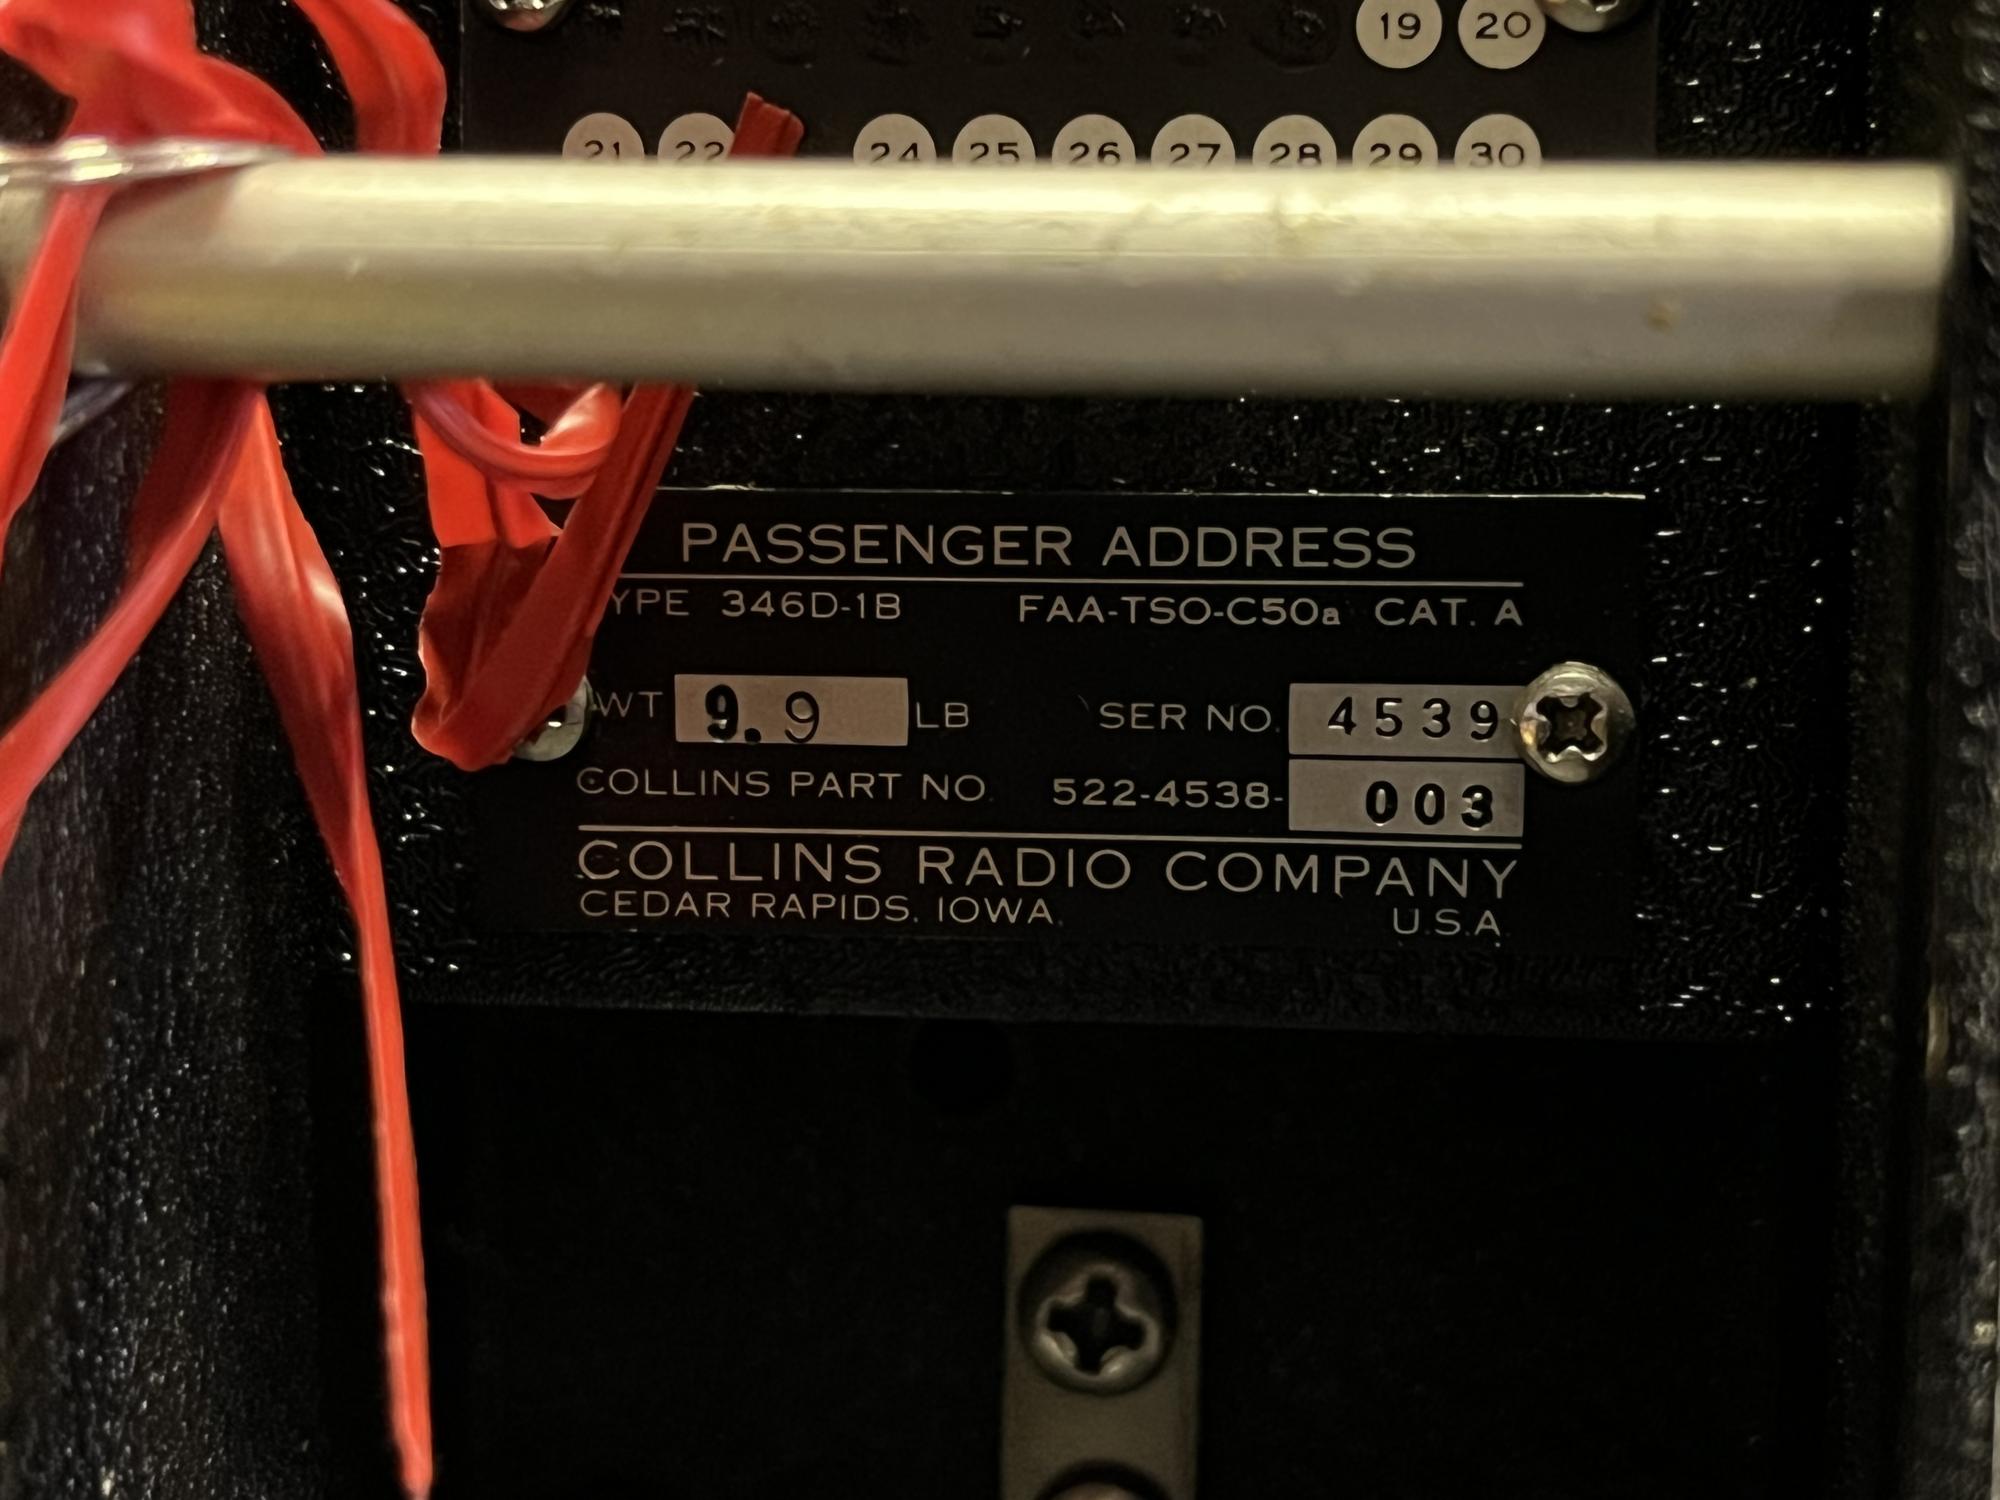 19 20
21 22 24 25 26 27 28 29 30
PASSENGER ADDRESS
YPE 346D-1B FAA-TSO-C50a CAT. A
WT 9.9 LB SER NO. 4539
COLLINS PART NO 522-4538- 003
COLLINS RADIO COMPANY
CEDAR RAPIDS, IOWA. U.S.A.